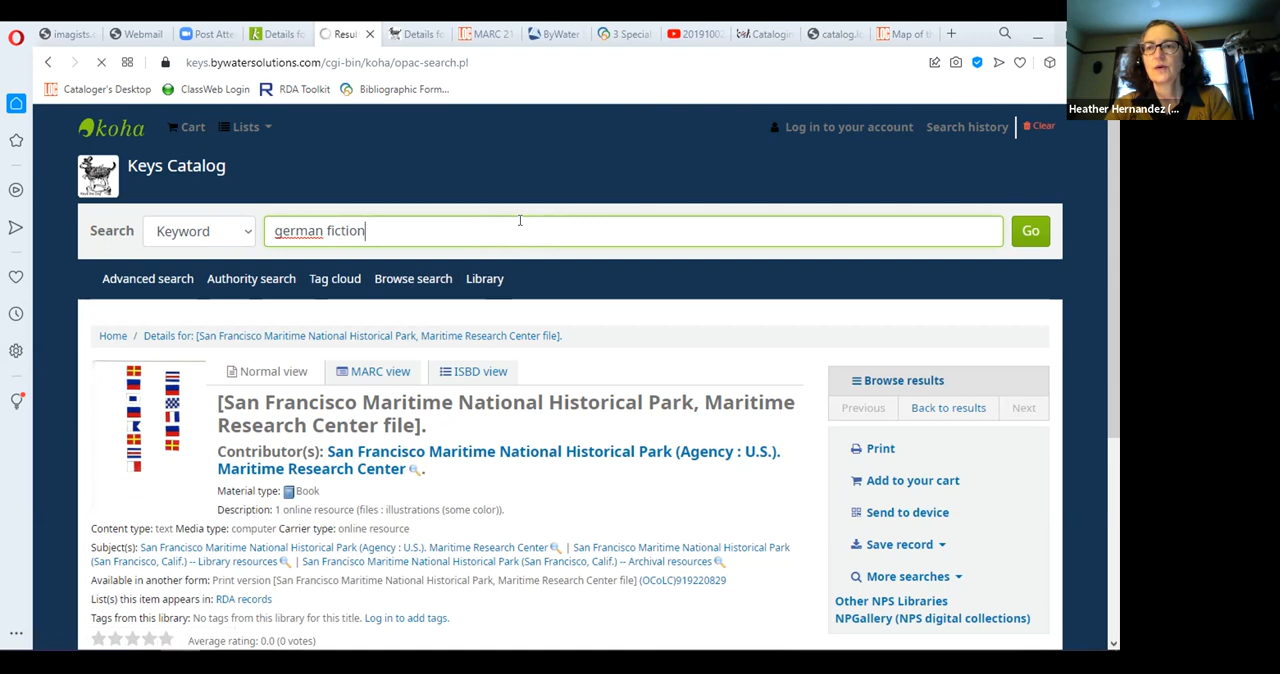 imagists.
Webmail
Post Atte
Details fo
Resul
Details fo
MARC 21
ByWater
3 Special
20191002
Catalogin
catalog.lo
Map of th
keys.bywatersolutions.com/cgi-bin/koha/opac-search.pl
Cataloger's Desktop
ClassWeb Login
RDA Toolkit
Bibliographic Form...
Heather Hernandez (...
koha
Cart
Lists
Log in to your account
Search history
Clear
Keys Catalog
Search
Keyword
german fiction
Go
Advanced search
Authority search
Tag cloud
Browse search
Library
Home / Details for: [San Francisco Maritime National Historical Park, Maritime Research Center file].
Normal view
MARC view
ISBD view
[San Francisco Maritime National Historical Park, Maritime
Research Center file].
Contributor(s): San Francisco Maritime National Historical Park (Agency : U.S.).
Maritime Research Center .
Material type: Book
Description: 1 online resource (files : illustrations (some color)).
Content type: text Media type: computer Carrier type: online resource
Subject(s): San Francisco Maritime National Historical Park (Agency : U.S.). Maritime Research Center | San Francisco Maritime National Historical Park
(San Francisco, Calif.) -- Library resources | San Francisco Maritime National Historical Park (San Francisco, Calif.) -- Archival resources
Available in another form: Print version [San Francisco Maritime National Historical Park, Maritime Research Center file] (OCoLC)919220829
List(s) this item appears in: RDA records
Tags from this library: No tags from this library for this title. Log in to add tags.
Average rating: 0.0 (0 votes)
Browse results
Previous
Back to results
Next
Print
Add to your cart
Send to device
Save record
More searches
Other NPS Libraries
NPGallery (NPS digital collections)